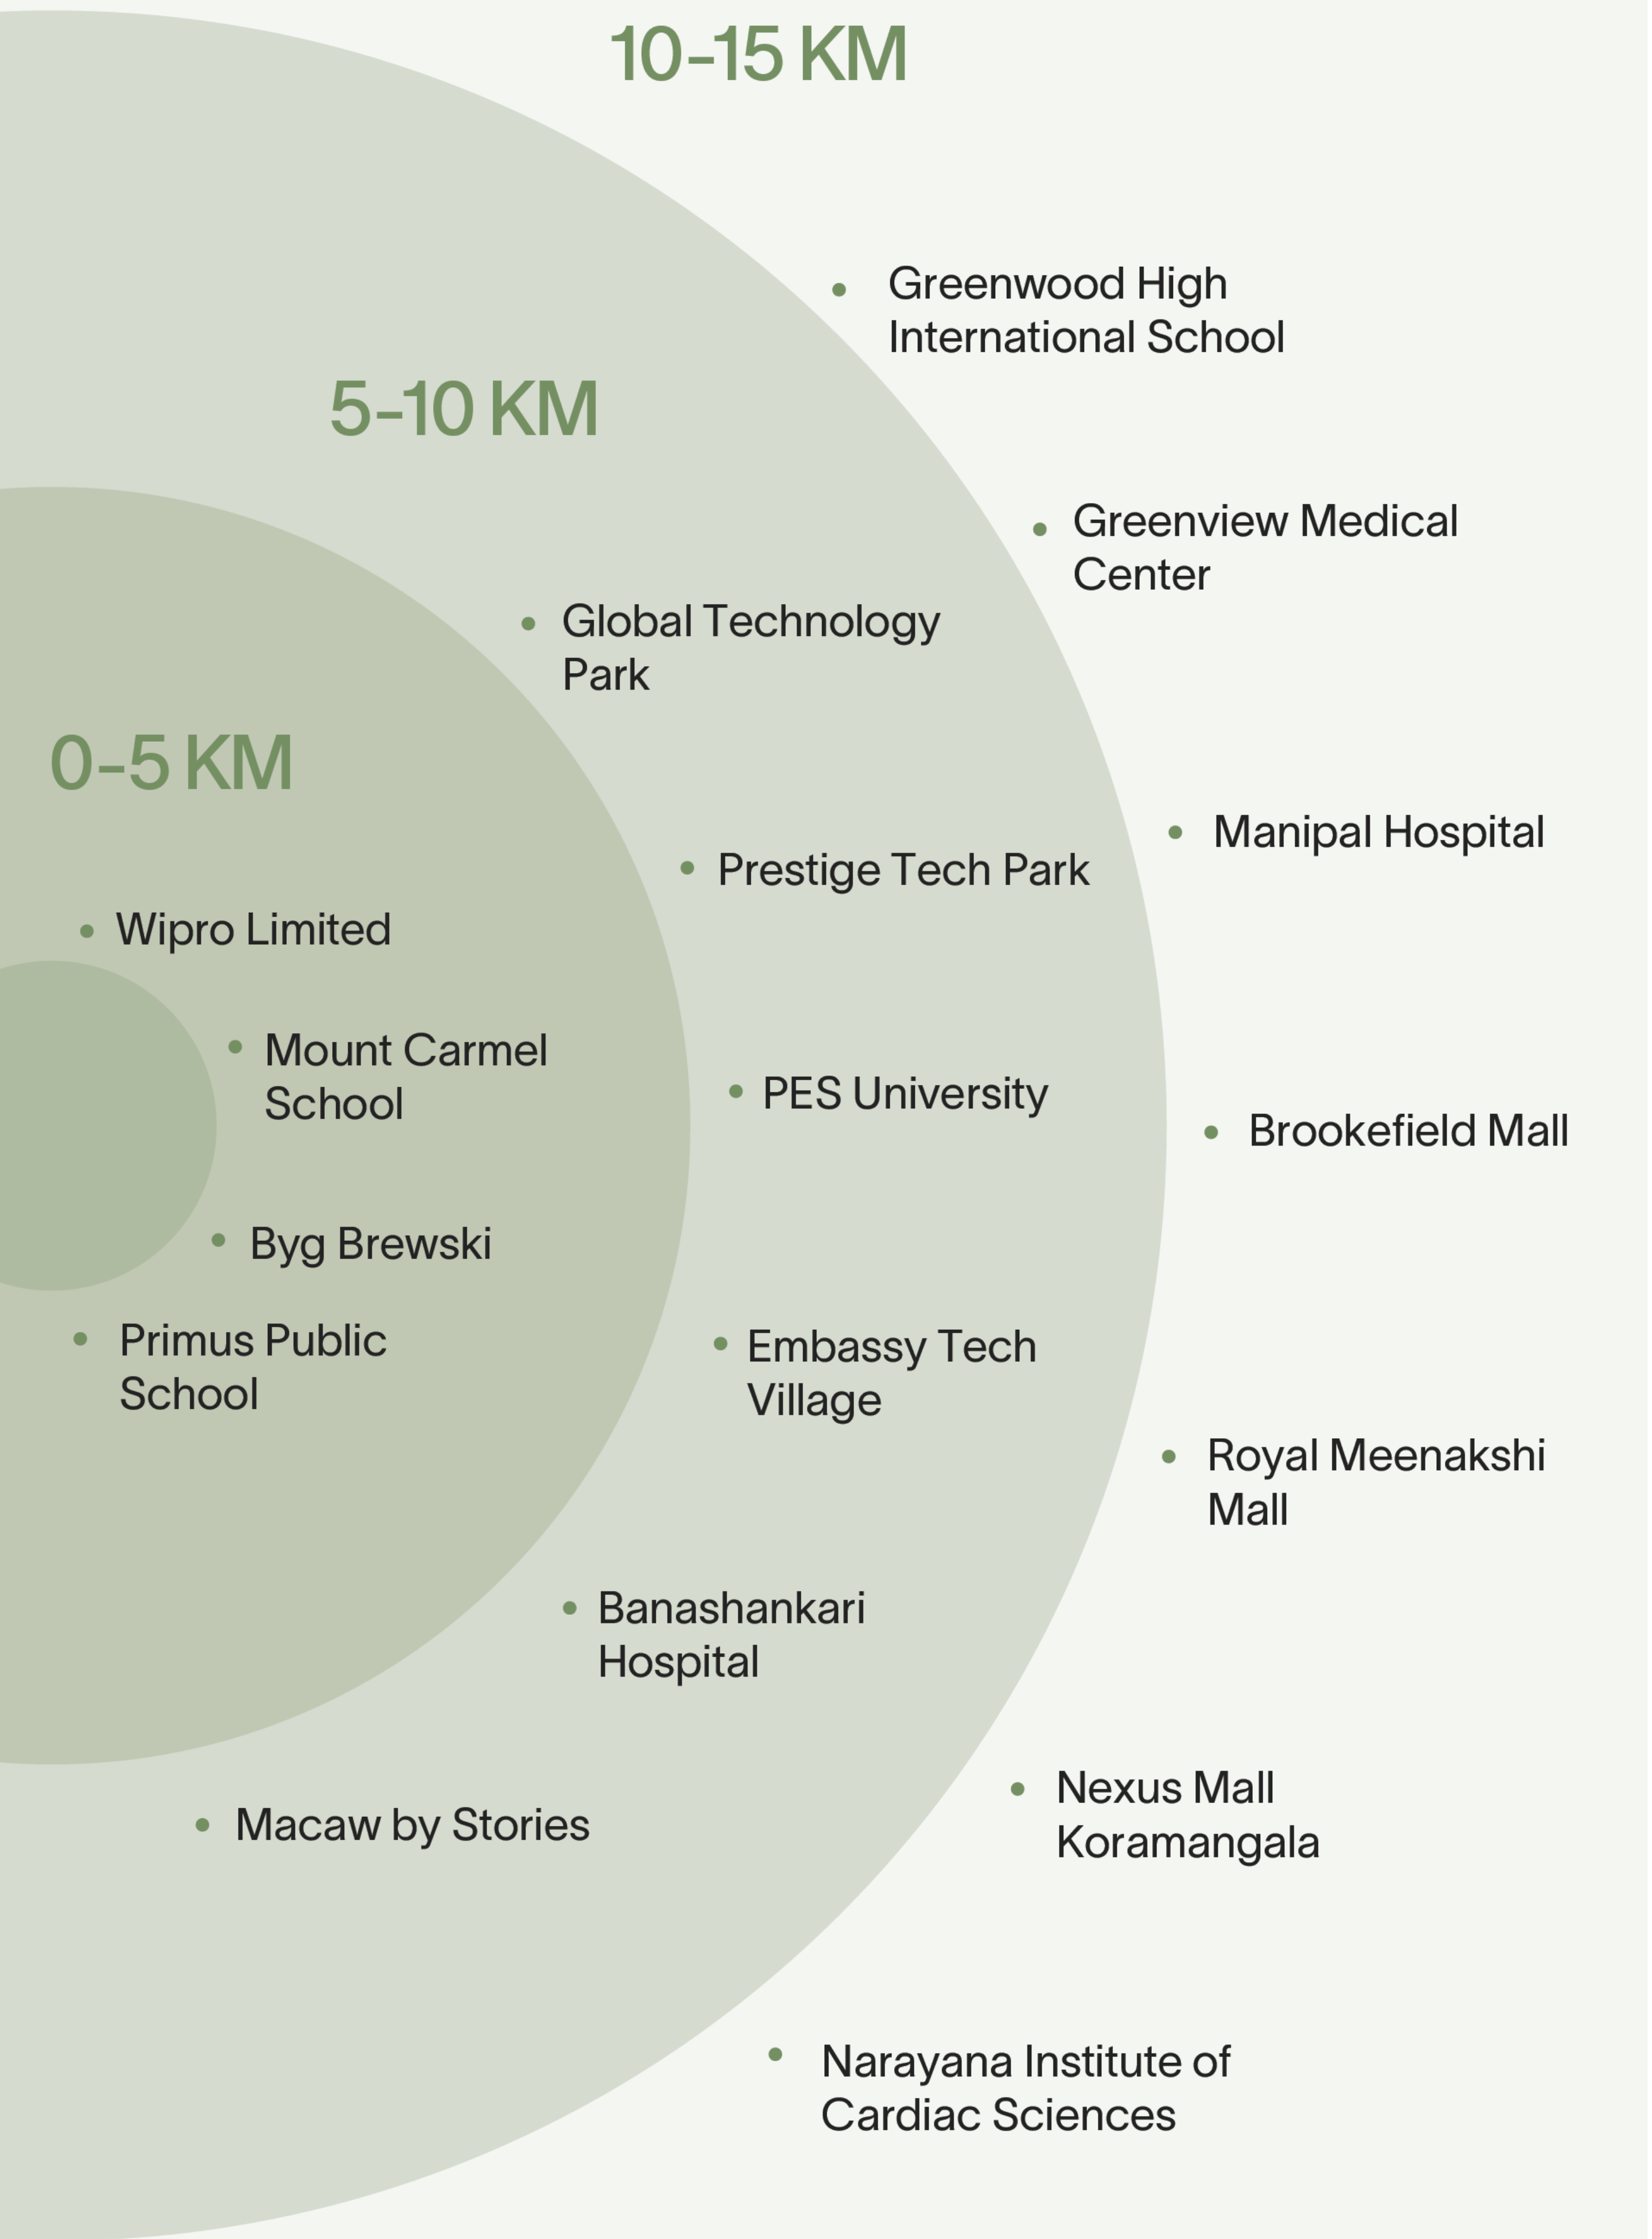 10–15 KM
Greenwood High
International School
5–10 KM
Greenview Medical
Center
Global Technology
Park
0–5 KM
Manipal Hospital
Prestige Tech Park
Wipro Limited
Mount Carmel
School
PES University
Brookefield Mall
Byg Brewski
Primus Public
School
Embassy Tech
Village
Royal Meenakshi
Mall
Banashankari
Hospital
Nexus Mall
Koramangala
Macaw by Stories
Narayana Institute of
Cardiac Sciences